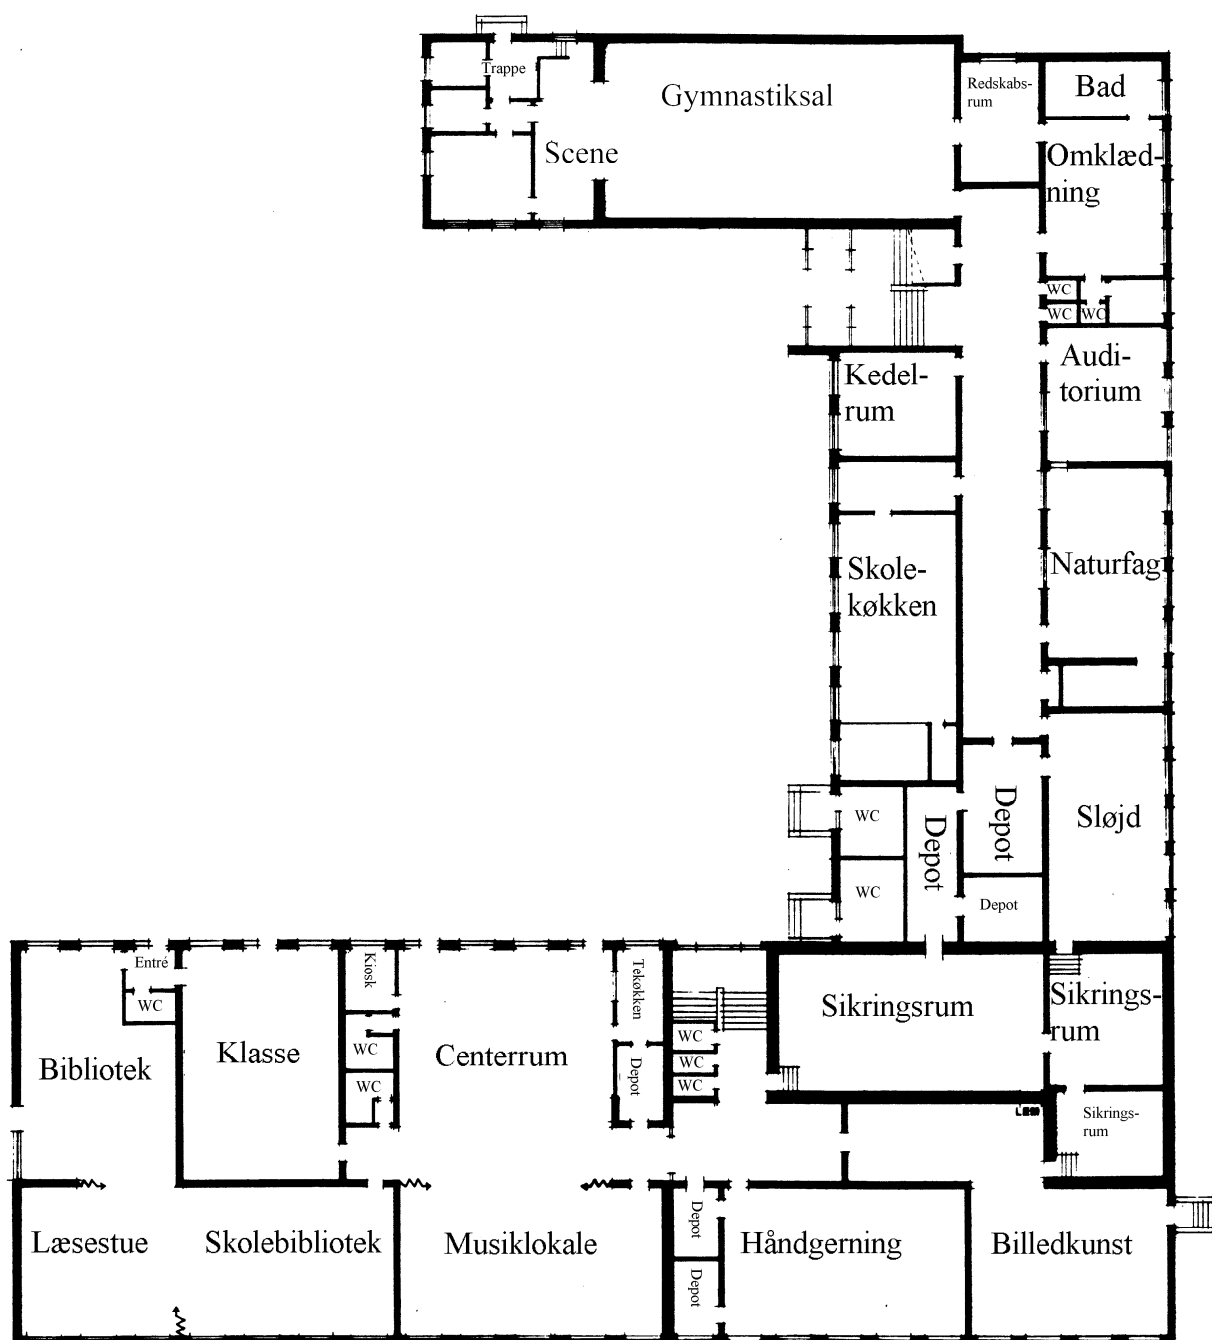 Trappe
Gymnastiksal
Redskabs-
rum
Bad
Scene
Omklæd-
ning
WC
WC
WC
Kedel-
rum
Audi-
torium
Skole-
køkken
Naturfag
WC
Depot
Depot
Sløjd
WC
Depot
Entré
WC
Kiosk
Tekøkken
Sikringsrum
Sikrings-
rum
Bibliotek
Klasse
WC
WC
Centerrum
Depot
WC
WC
WC
Sikrings-
rum
Læsestue
Skolebibliotek
Musiklokale
Depot
Depot
Håndgerning
Billedkunst